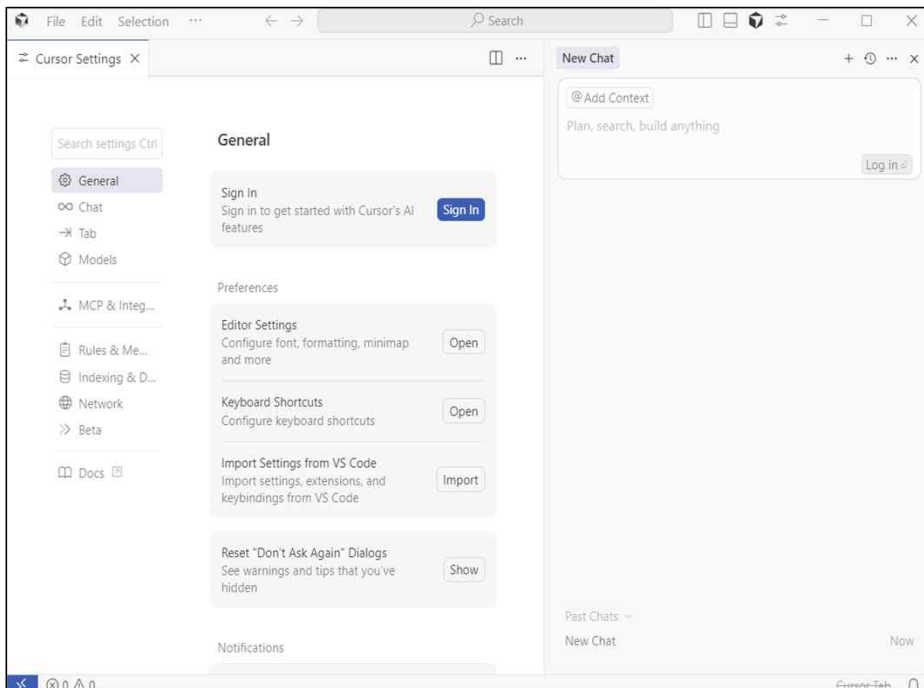 File Edit Selection ··· Search
Cursor Settings
New Chat
@ Add Context
Plan, search, build anything
Log in
Search settings Ctrl
General
Chat
Tab
Models
MCP & Integ...
Rules & Me...
Indexing & D...
Network
Beta
Docs
General
Sign In
Sign in to get started with Cursor's AI
features
Sign In
Preferences
Editor Settings
Configure font, formatting, minimap
and more
Open
Keyboard Shortcuts
Configure keyboard shortcuts
Open
Import Settings from VS Code
Import settings, extensions, and
keybindings from VS Code
Import
Reset "Don't Ask Again" Dialogs
See warnings and tips that you've
hidden
Show
Notifications
Past Chats
New Chat Now
0 0
Cursor Tab